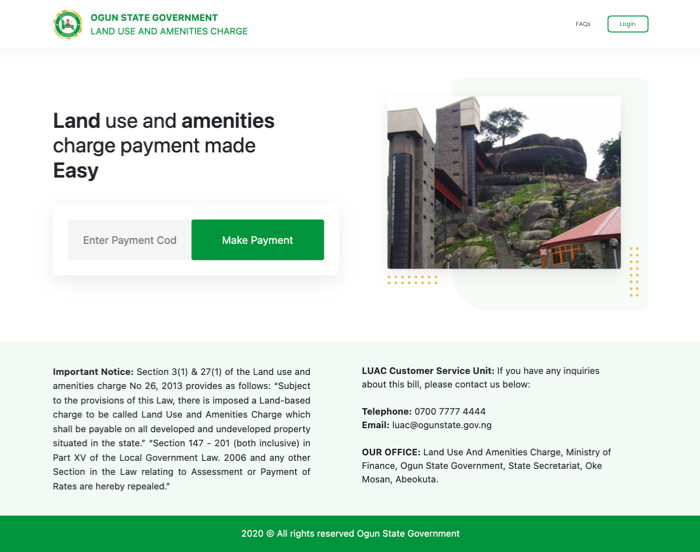 OGUN STATE GOVERNMENT
LAND USE AND AMENITIES CHARGE
FAQs
Login
Land use and amenities
charge payment made
Easy
Enter Payment Cod
Make Payment
Important Notice: Section 3(1) & 27(1) of the Land use and
amenities charge No 26, 2013 provides as follows: “Subject
to the provisions of this Law, there is imposed a Land-based
charge to be called Land Use and Amenities Charge which
shall be payable on all developed and undeveloped property
situated in the state.” “Section 147 - 201 (both inclusive) in
Part XV of the Local Government Law. 2006 and any other
Section in the Law relating to Assessment or Payment of
Rates are hereby repealed.”
LUAC Customer Service Unit: If you have any inquiries
about this bill, please contact us below:
Telephone: 0700 7777 4444
Email: luac@ogunstate.gov.ng
OUR OFFICE: Land Use And Amenities Charge, Ministry of
Finance, Ogun State Government, State Secretariat, Oke
Mosan, Abeokuta.
2020 © All rights reserved Ogun State Government